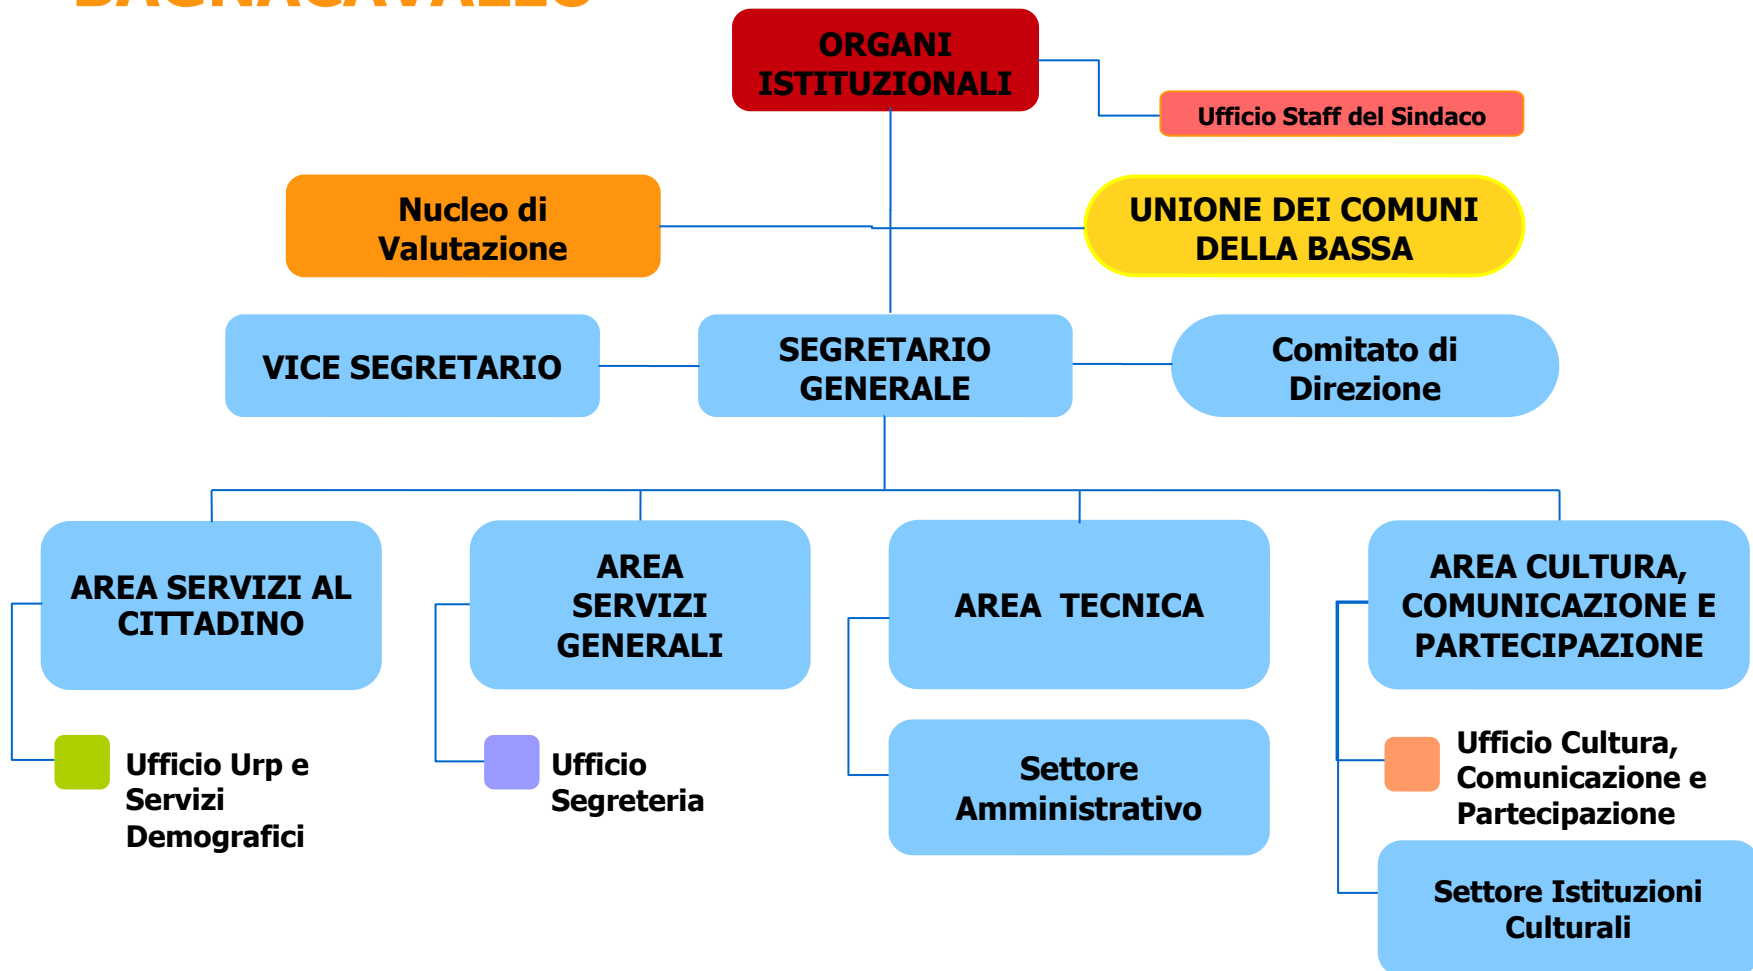 BAGNACAVALLO
ORGANI
ISTITUZIONALI
Ufficio Staff del Sindaco
Nucleo di
Valutazione
UNIONE DEI COMUNI
DELLA BASSA
VICE SEGRETARIO
SEGRETARIO
GENERALE
Comitato di
Direzione
AREA SERVIZI AL
CITTADINO
AREA
SERVIZI
GENERALI
AREA TECNICA
AREA CULTURA,
COMUNICAZIONE E
PARTECIPAZIONE
Ufficio Urp e
Servizi
Demografici
Ufficio
Segreteria
Settore
Amministrativo
Ufficio Cultura,
Comunicazione e
Partecipazione
Settore Istituzioni
Culturali